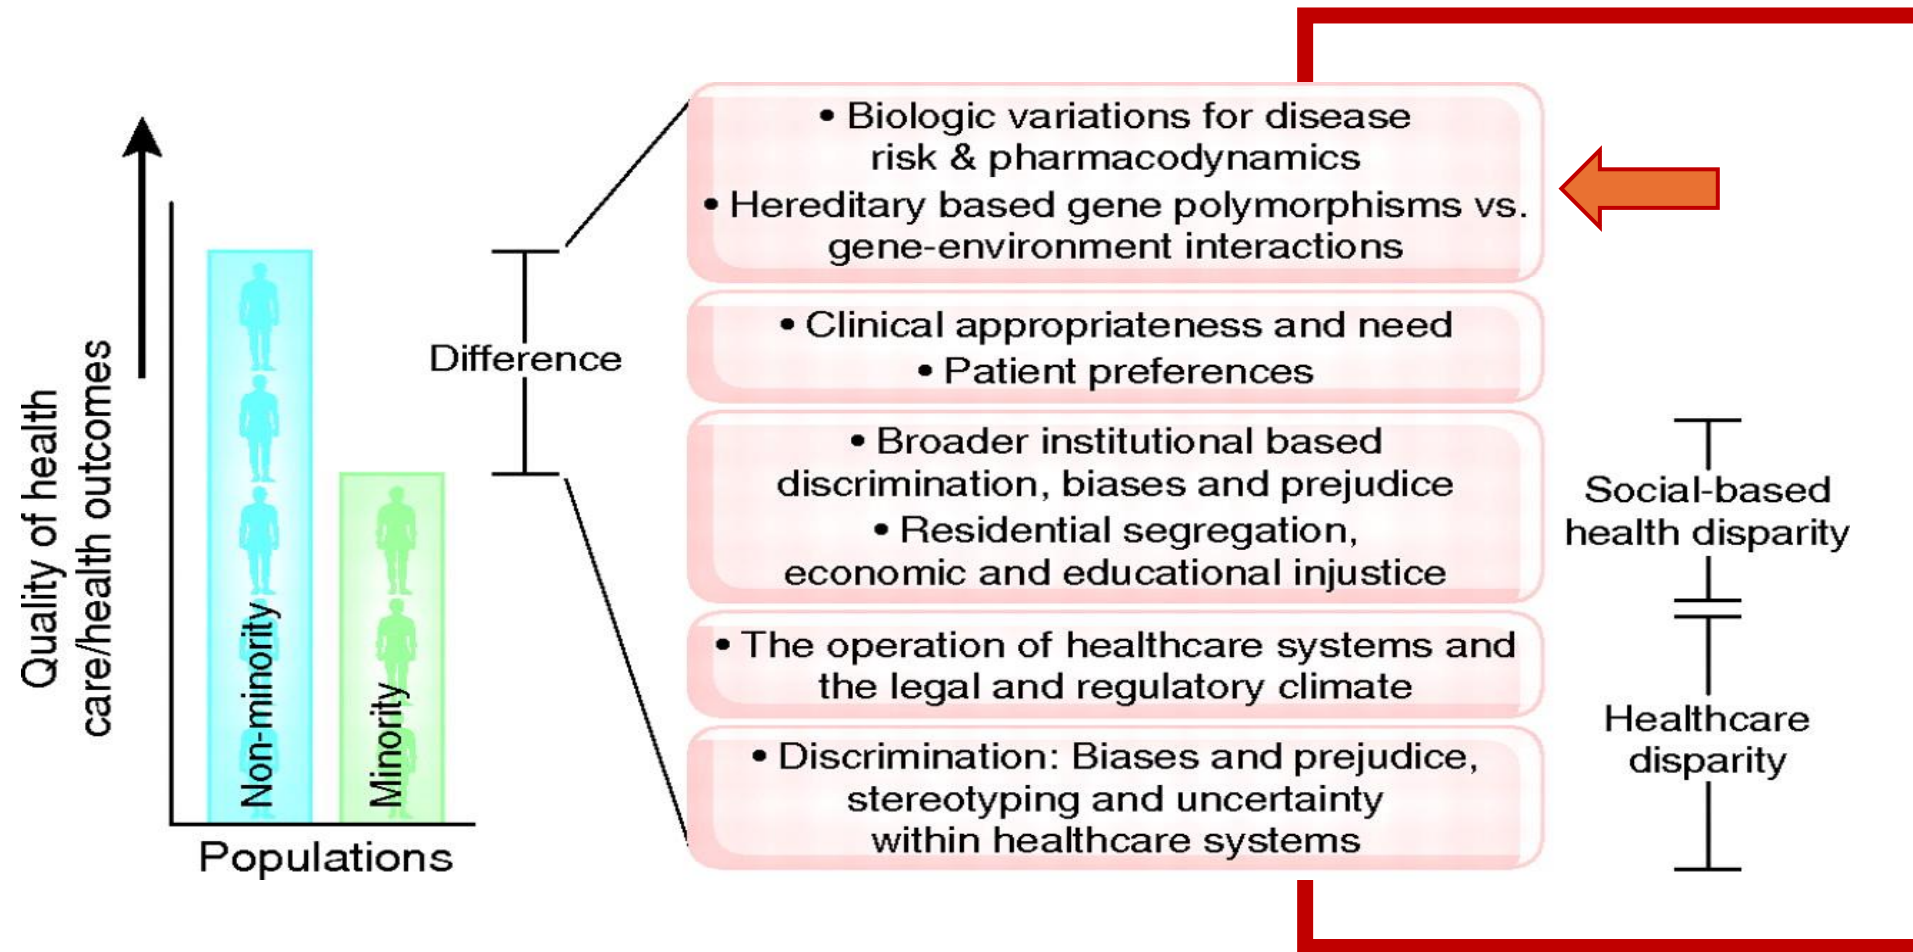 Quality of health
care/health outcomes
Non-minority
Minority
Populations
Difference
• Biologic variations for disease
risk & pharmacodynamics
• Hereditary based gene polymorphisms vs.
gene-environment interactions
• Clinical appropriateness and need
• Patient preferences
• Broader institutional based
discrimination, biases and prejudice
• Residential segregation,
economic and educational injustice
• The operation of healthcare systems and
the legal and regulatory climate
• Discrimination: Biases and prejudice,
stereotyping and uncertainty
within healthcare systems
Social-based
health disparity
Healthcare
disparity